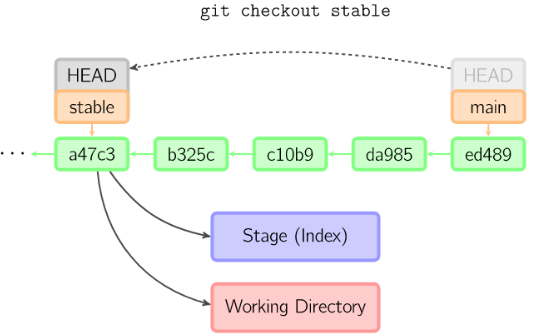 git checkout stable
HEAD HEAD
stable main
... a47c3 b325c c10b9 da985 ed489
Stage (Index)
Working Directory